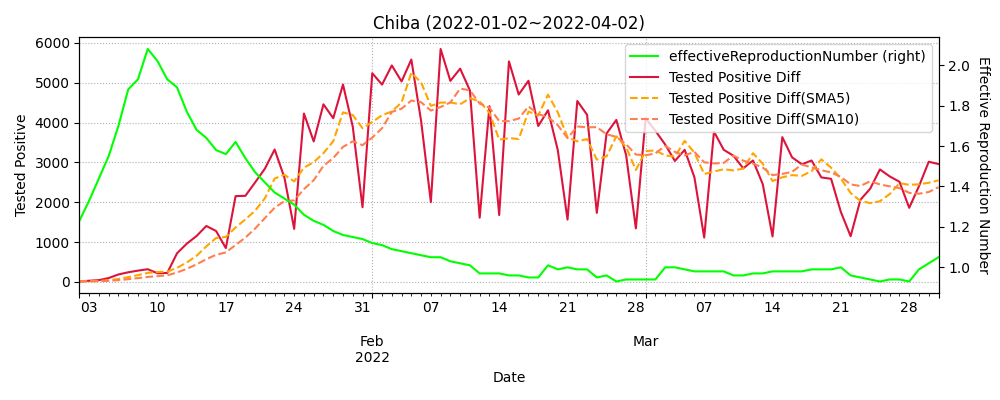 Chiba (2022-01-02~2022-04-02)
effectiveReproductionNumber (right)
Tested Positive Diff
Tested Positive Diff(SMA5)
Tested Positive Diff(SMA10)
Tested Positive
6000
5000
4000
3000
2000
1000
0
2.0
1.8
1.6
1.4
1.2
1.0
Effective Reproduction Number
03 10 17 24 31 07 14 21 28 07 14 21 28
Feb Mar
2022
Date